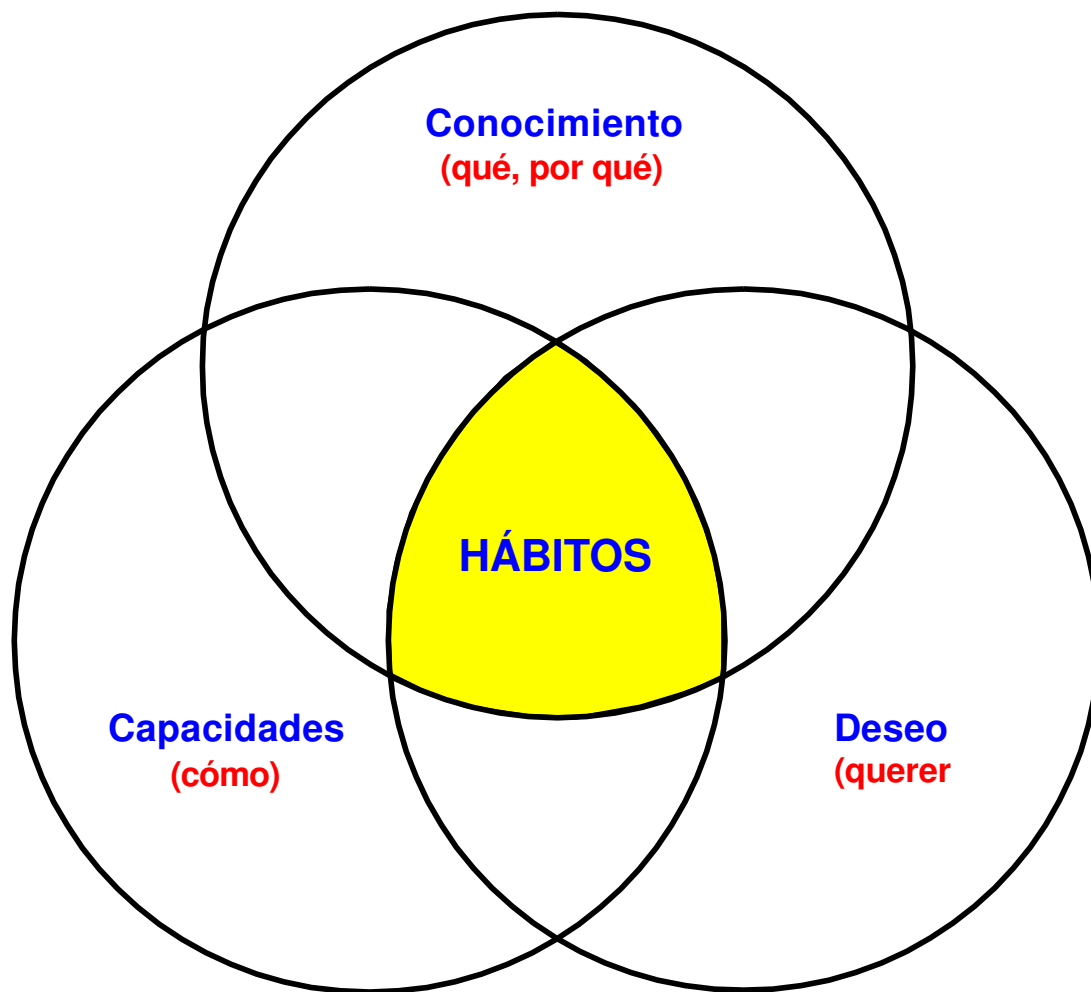 Conocimiento
(qué, por qué)
HÁBITOS
Capacidades
(cómo)
Deseo
(querer